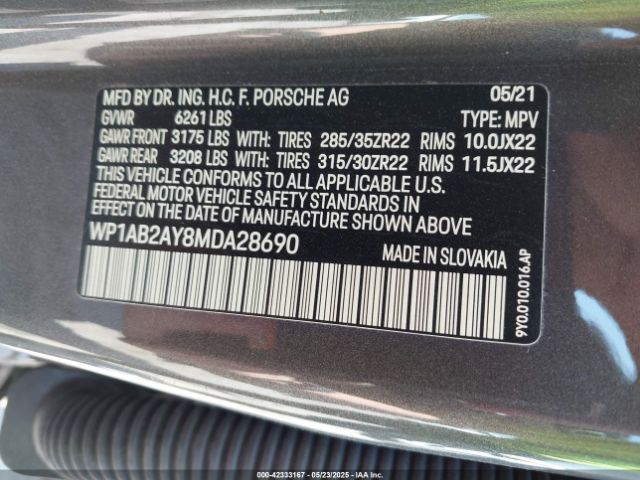 MFD BY DR. ING. H.C. F. PORSCHE AG 05/21
GVWR 6261 LBS TYPE: MPV
GAWR FRONT 3175 LBS WITH: TIRES 285/35ZR22 RIMS 10.0JX22
GAWR REAR 3208 LBS WITH: TIRES 315/30ZR22 RIMS 11.5JX22
THIS VEHICLE CONFORMS TO ALL APPLICABLE U.S.
FEDERAL MOTOR VEHICLE SAFETY STANDARDS IN
EFFECT ON THE DATE OF MANUFACTURE SHOWN ABOVE
WP1AB2AY8MDA28690 MADE IN SLOVAKIA
9Y0.010.016.AP
000-42333167 - 05/23/2025 - IAA Inc.